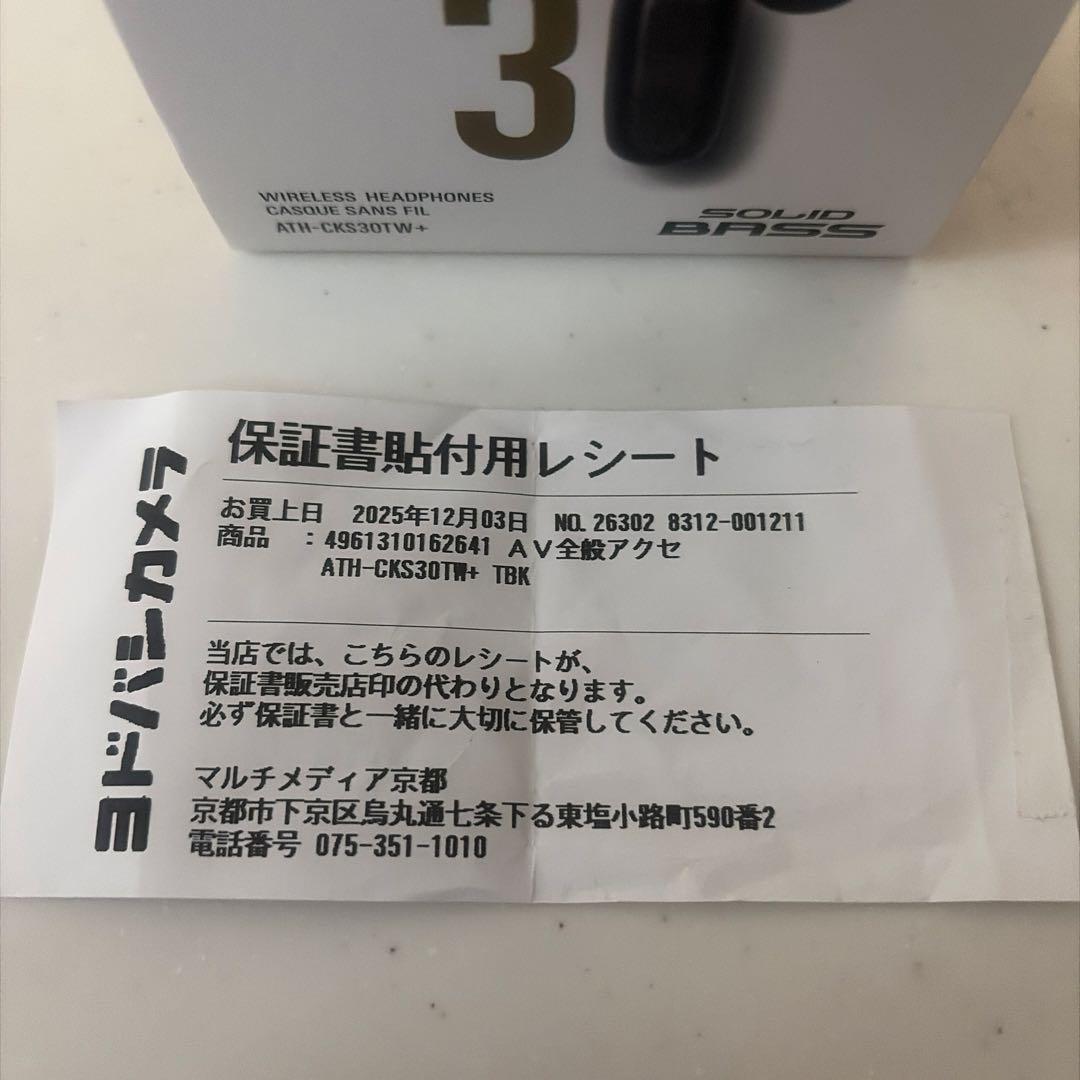 3
WIRELESS HEADPHONES
CASQUE SANS FIL
ATH-CKS30TW+
SOLID
BASS
ヨドバシカメラ
保証書貼付用レシート
お買上日 2025年12月03日 NO. 26302 8312-001211
商品 : 4961310162641 AV全般アクセ
ATH-CKS30TW+ TBK
当店では、こちらのレシートが、
保証書販売店印の代わりとなります。
必ず保証書と一緒に大切に保管してください。
マルチメディア京都
京都市下京区烏丸通七条下る東塩小路町590番2
電話番号 075-351-1010